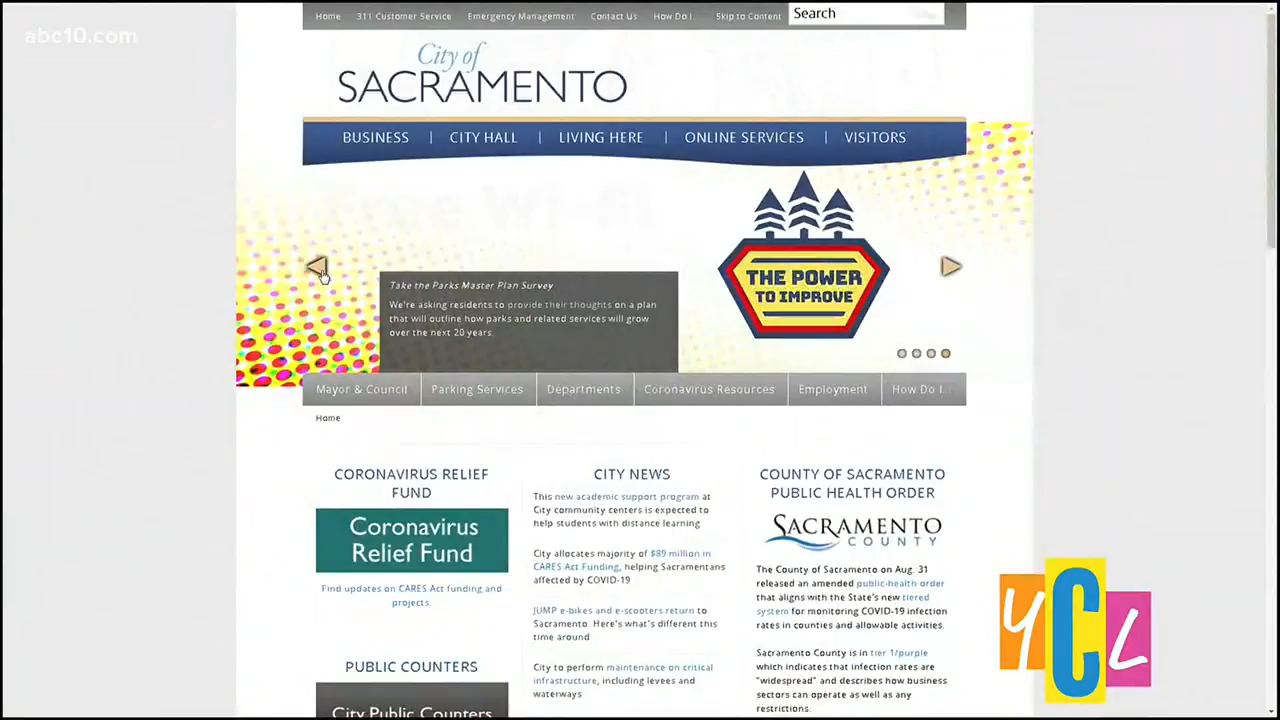 abc10.com
Home 311 Customer Service Emergency Management Contact Us How Do I Skip to Content Search
City of
SACRAMENTO
BUSINESS | CITY HALL | LIVING HERE | ONLINE SERVICES | VISITORS
Free Wi-Fi
THE POWER
TO IMPROVE
Take the Parks Master Plan Survey
We're asking residents to provide their thoughts on a plan
that will outline how parks and related services will grow
over the next 20 years.
Mayor & Council Parking Services Departments Coronavirus Resources Employment How Do I...
Home
CORONAVIRUS RELIEF
FUND
Coronavirus
Relief Fund
Find updates on CARES Act funding and
projects.
PUBLIC COUNTERS
City Public Counters
CITY NEWS
This new academic support program at
City community centers is expected to
help students with distance learning
City allocates majority of $89 million in
CARES Act Funding, helping Sacramentans
affected by COVID-19
JUMP e-bikes and e-scooters return to
Sacramento. Here's what's different this
time around
City to perform maintenance on critical
infrastructure, including levees and
waterways
COUNTY OF SACRAMENTO
PUBLIC HEALTH ORDER
SACRAMENTO
COUNTY
The County of Sacramento on Aug. 31
released an amended public-health order
that aligns with the State's new tiered
system for monitoring COVID-19 infection
rates in counties and allowable activities.
Sacramento County is in tier 1/purple
which indicates that infection rates are
"widespread" and describes how business
sectors can operate as well as any
restrictions.
YCL